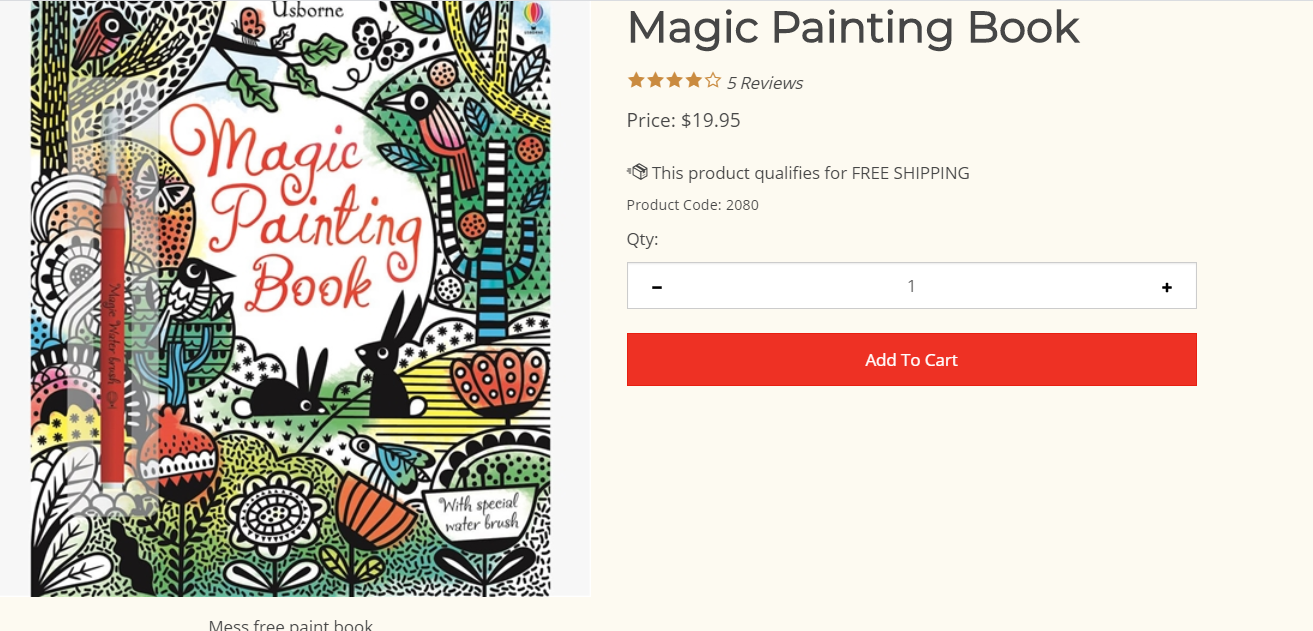 Usborne
Magic
Painting
Book
Magic Water brush
With special
water brush
Mess free paint book
Magic Painting Book
5 Reviews
Price: $19.95
This product qualifies for FREE SHIPPING
Product Code: 2080
Qty:
- 1 +
Add To Cart